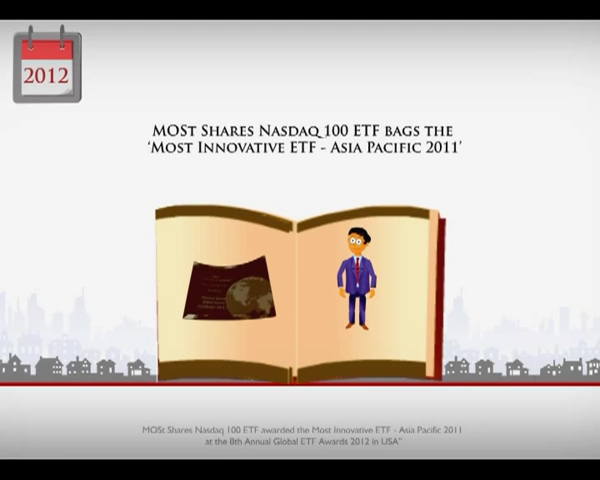 2012
MOSt Shares Nasdaq 100 ETF bags the
‘Most Innovative ETF - Asia Pacific 2011’
MOSt Shares Nasdaq 100 ETF awarded the Most Innovative ETF - Asia Pacific 2011
at the 8th Annual Global ETF Awards 2012 in USA"